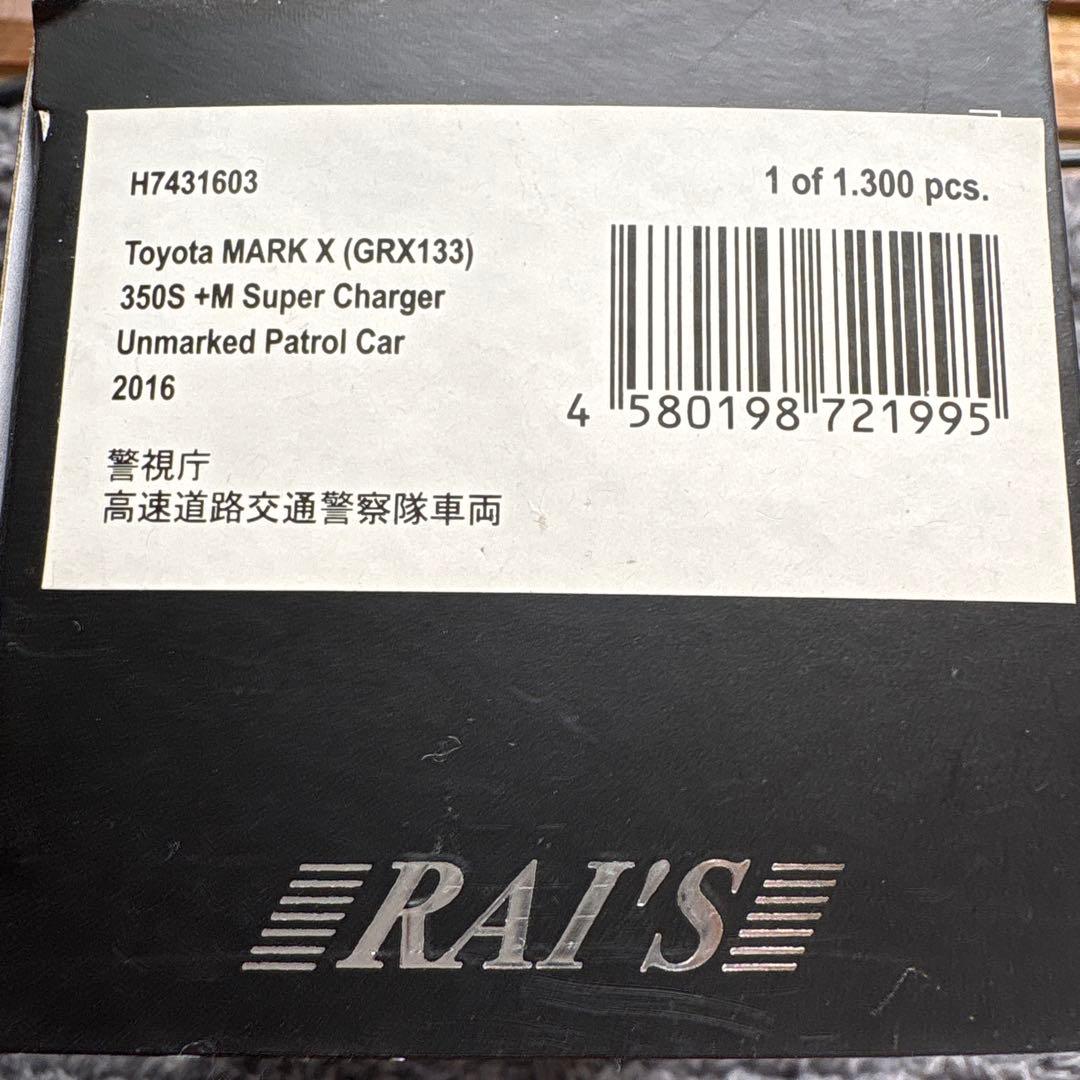 H7431603
1 of 1.300 pcs.
Toyota MARK X (GRX133)
350S +M Super Charger
Unmarked Patrol Car
2016
4 580198 721995
警視庁
高速道路交通警察隊車両
RAI'S